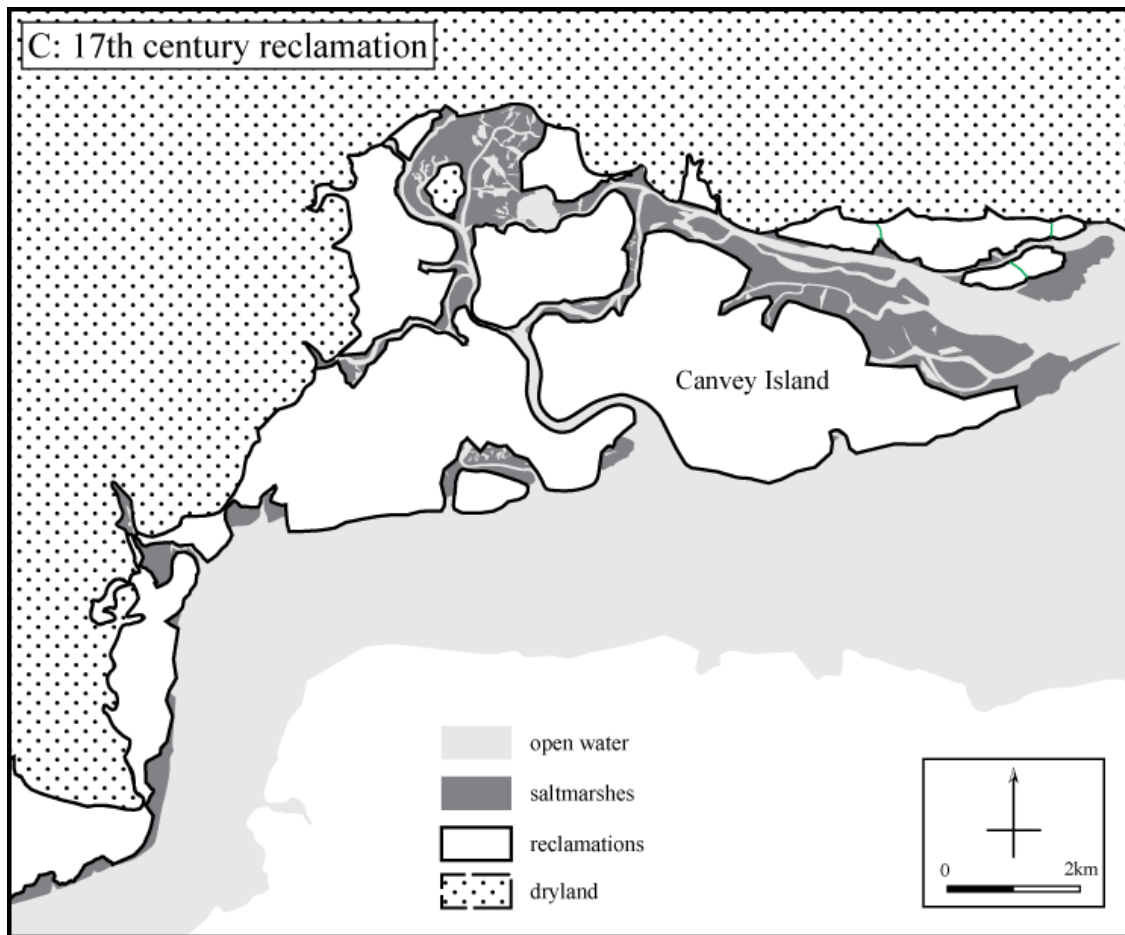 C: 17th century reclamation
Canvey Island
open water
saltmarshes
reclamations
dryland
0 2km